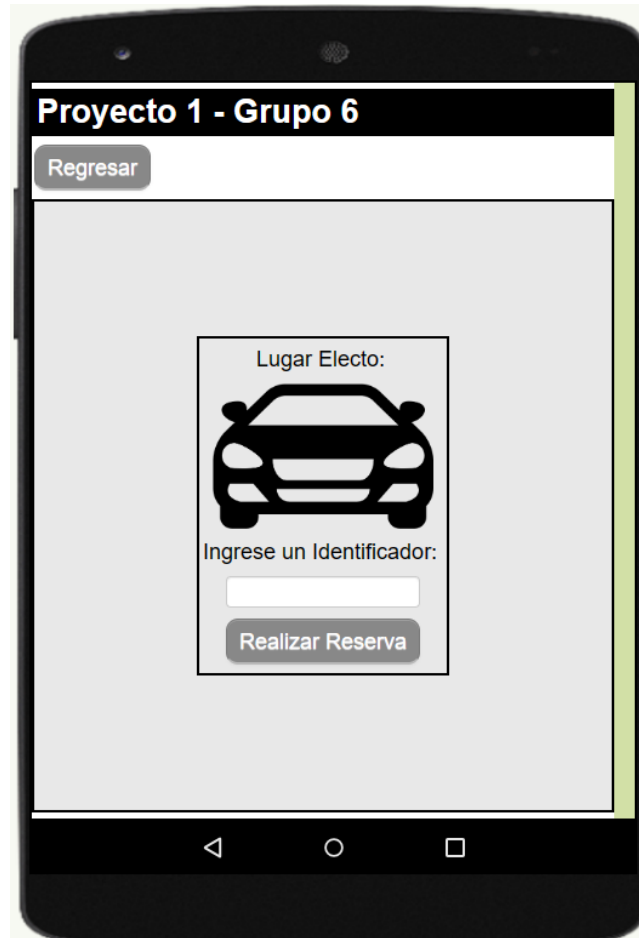 Proyecto 1 - Grupo 6
Regresar
Lugar Electo:
Ingrese un Identificador:
Realizar Reserva